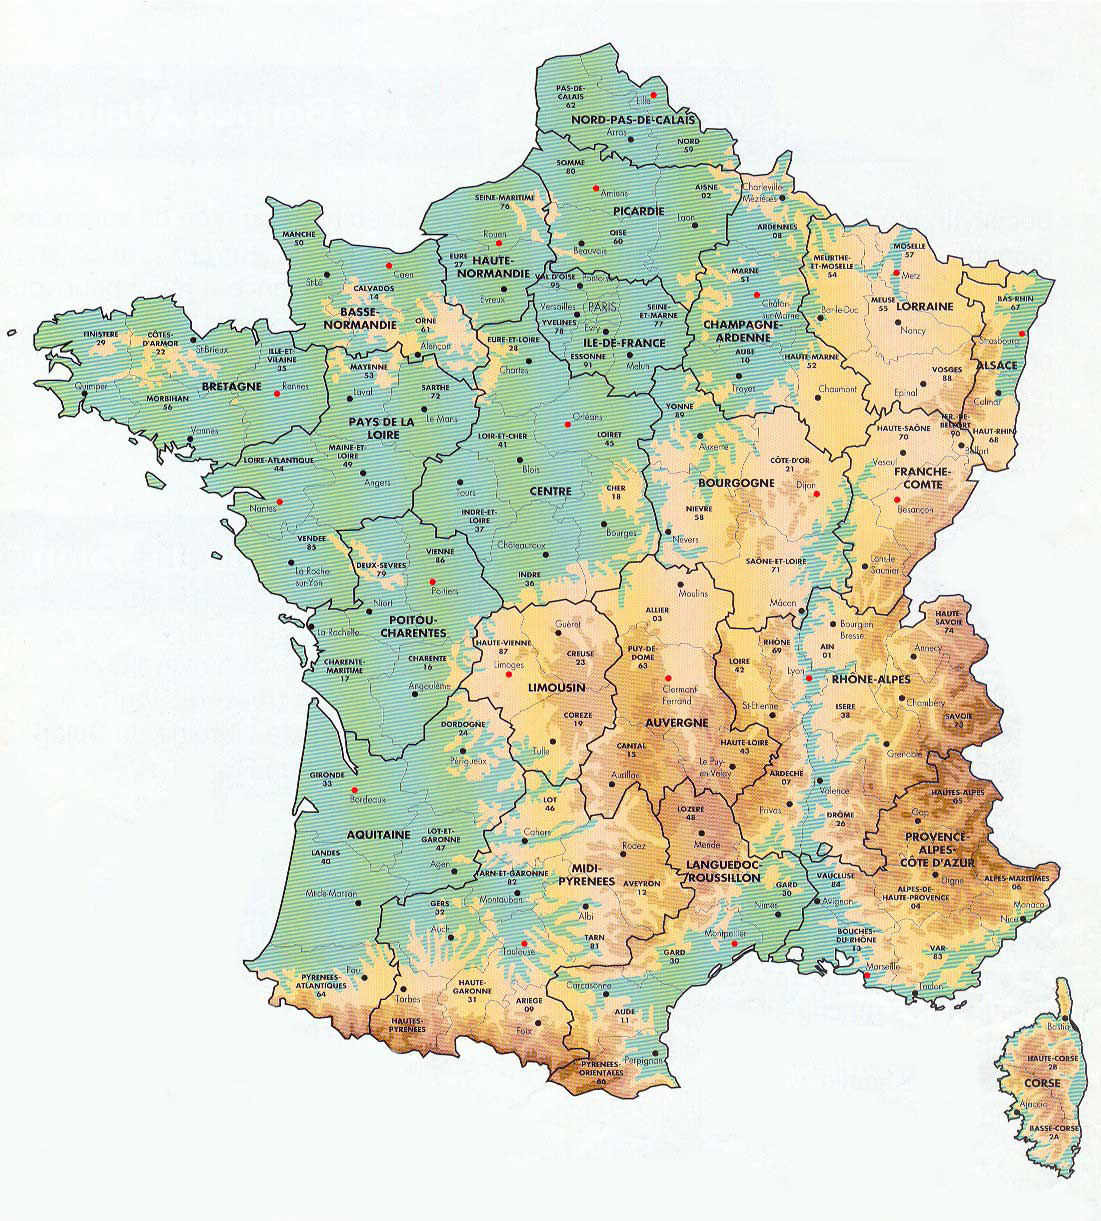 PAS-DE-
CALAIS
62
Lille
NORD-PAS-DE-CALAIS
Arras
NORD
59
SOMME
80
Amiens
AISNE
02
Charleville
Mézières
SEINE-MARITIME
76
PICARDIE
Laon
ARDENNES
08
MANCHE
50
Rouen
OISE
60
Beauvais
MOSELLE
57
Metz
MEURTHE-
ET-MOSELLE
54
EURE
27
HAUTE-
NORMANDIE
Evreux
Caen
St-Lô
CALVADOS
14
BASSE-
NORMANDIE
ORNE
61
Alençon
VAL D'OISE
95
Pontoise
Versailles
PARIS
YVELINES
78
Evry
SEINE-
ET-MARNE
77
ILE-DE-FRANCE
ESSONNE
91
Melun
MARNE
51
Châlon
sur-Marne
CHAMPAGNE-
ARDENNE
AUBE
10
Troyes
HAUTE-MARNE
52
Chaumont
Bar-le-Duc
MEUSE
55
LORRAINE
Nancy
VOSGES
88
Epinal
BAS-RHIN
67
Strasbourg
ALSACE
Colmar
HAUT-RHIN
68
TER.-DE-
BELFORT
90
Belfort
FINISTERE
29
CÔTES-
D'ARMOR
22
St-Brieux
ILLE-ET-
VILAINE
35
Quimper
BRETAGNE
Rennes
MORBIHAN
56
Vannes
MAYENNE
53
Laval
SARTHE
72
Le Mans
PAYS DE LA
LOIRE
MAINE-ET-
LOIRE
49
Angers
LOIRE-ATLANTIQUE
44
Nantes
VENDEE
85
La Roche
sur-Yon
EURE-ET-LOIRE
28
Chartes
Orléans
LOIR-ET-CHER
41
LOIRET
45
Blois
Tours
CENTRE
CHER
18
INDRE-ET-
LOIRE
37
Bourges
Châteauroux
INDRE
36
YONNE
89
Auxerre
CÔTE-D'OR
21
BOURGOGNE
Dijon
NIEVRE
58
Nevers
SAÔNE-ET-LOIRE
71
Mâcon
HAUTE-SAÔNE
70
Vesoul
FRANCHE-
COMTE
Besançon
Lons-le
Saunier
VIENNE
86
DEUX-SEVRES
79
Poitiers
Niort
La Rochelle
POITOU-
CHARENTES
CHARENTE-
MARITIME
17
CHARENTE
16
Angoulême
HAUTE-VIENNE
87
Limoges
Guéret
CREUSE
23
LIMOUSIN
COREZE
19
Tulle
Moulins
ALLIER
03
PUY-DE-
DOME
63
Clermont-
Ferrand
AUVERGNE
CANTAL
15
Aurillac
HAUTE-LOIRE
43
Le Puy-
en-Velay
RHÔNE
69
LOIRE
42
Lyon
St-Etienne
Bourg-en
Bresse
AIN
01
HAUTE-
SAVOIE
74
Annecy
RHÔNE-ALPES
Chambéry
SAVOIE
73
ISERE
38
Grenoble
ARDECHE
07
Privas
Valence
DRÔME
26
DORDOGNE
24
Périgueux
GIRONDE
33
Bordeaux
AQUITAINE
LOT-ET-
GARONNE
47
Agen
LANDES
40
Mt-de-Marsan
PYRENEES-
ATLANTIQUES
64
Pau
LOT
46
Cahors
Rodez
TARN-ET-GARONNE
82
Montauban
MIDI-
PYRENEES
AVEYRON
12
Albi
TARN
81
GERS
32
Auch
Toulouse
HAUTE-
GARONNE
31
Tarbes
HAUTES-
PYRENEES
ARIEGE
09
Foix
LOZERE
48
Mende
LANGUEDOC
/ROUSSILLON
GARD
30
Nimes
Montpellier
GARD
30
Carcasonne
AUDE
11
Perpignan
PYRENEES-
ORIENTALES
66
HAUTES-ALPES
05
Gap
PROVENCE-
ALPES-
CÔTE D'AZUR
Digne
VAUCLUSE
84
Avignon
ALPES-DE-
HAUTE-PROVENCE
04
ALPES-MARITIMES
06
Monaco
Nice
BOUCHES-
DU-RHÔNE
13
Marseille
VAR
83
Toulon
Bastia
HAUTE-CORSE
2B
CORSE
Ajaccio
BASSE-CORSE
2A